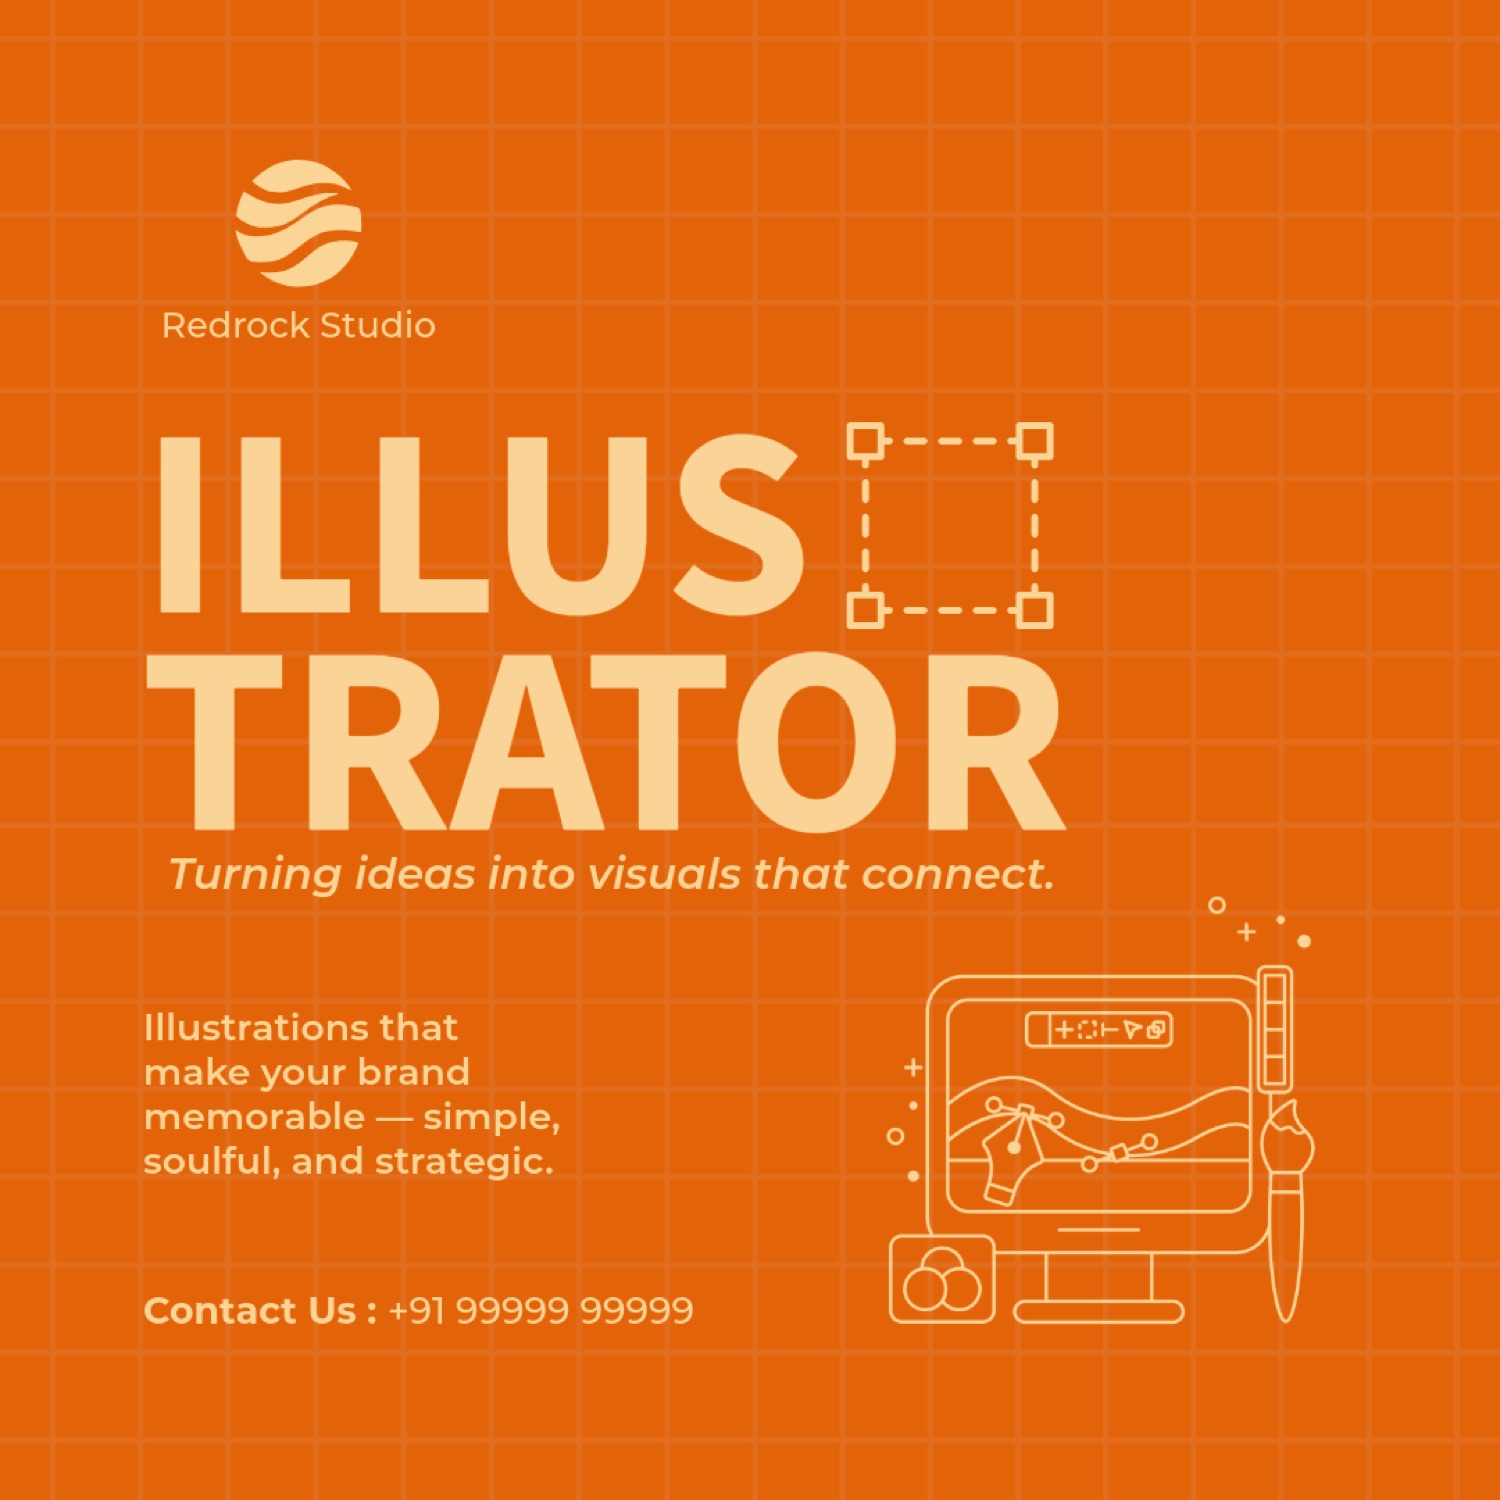 Redrock Studio
ILLUS
TRATOR
Turning ideas into visuals that connect.
Illustrations that
make your brand
memorable — simple,
soulful, and strategic.
Contact Us : +91 99999 99999